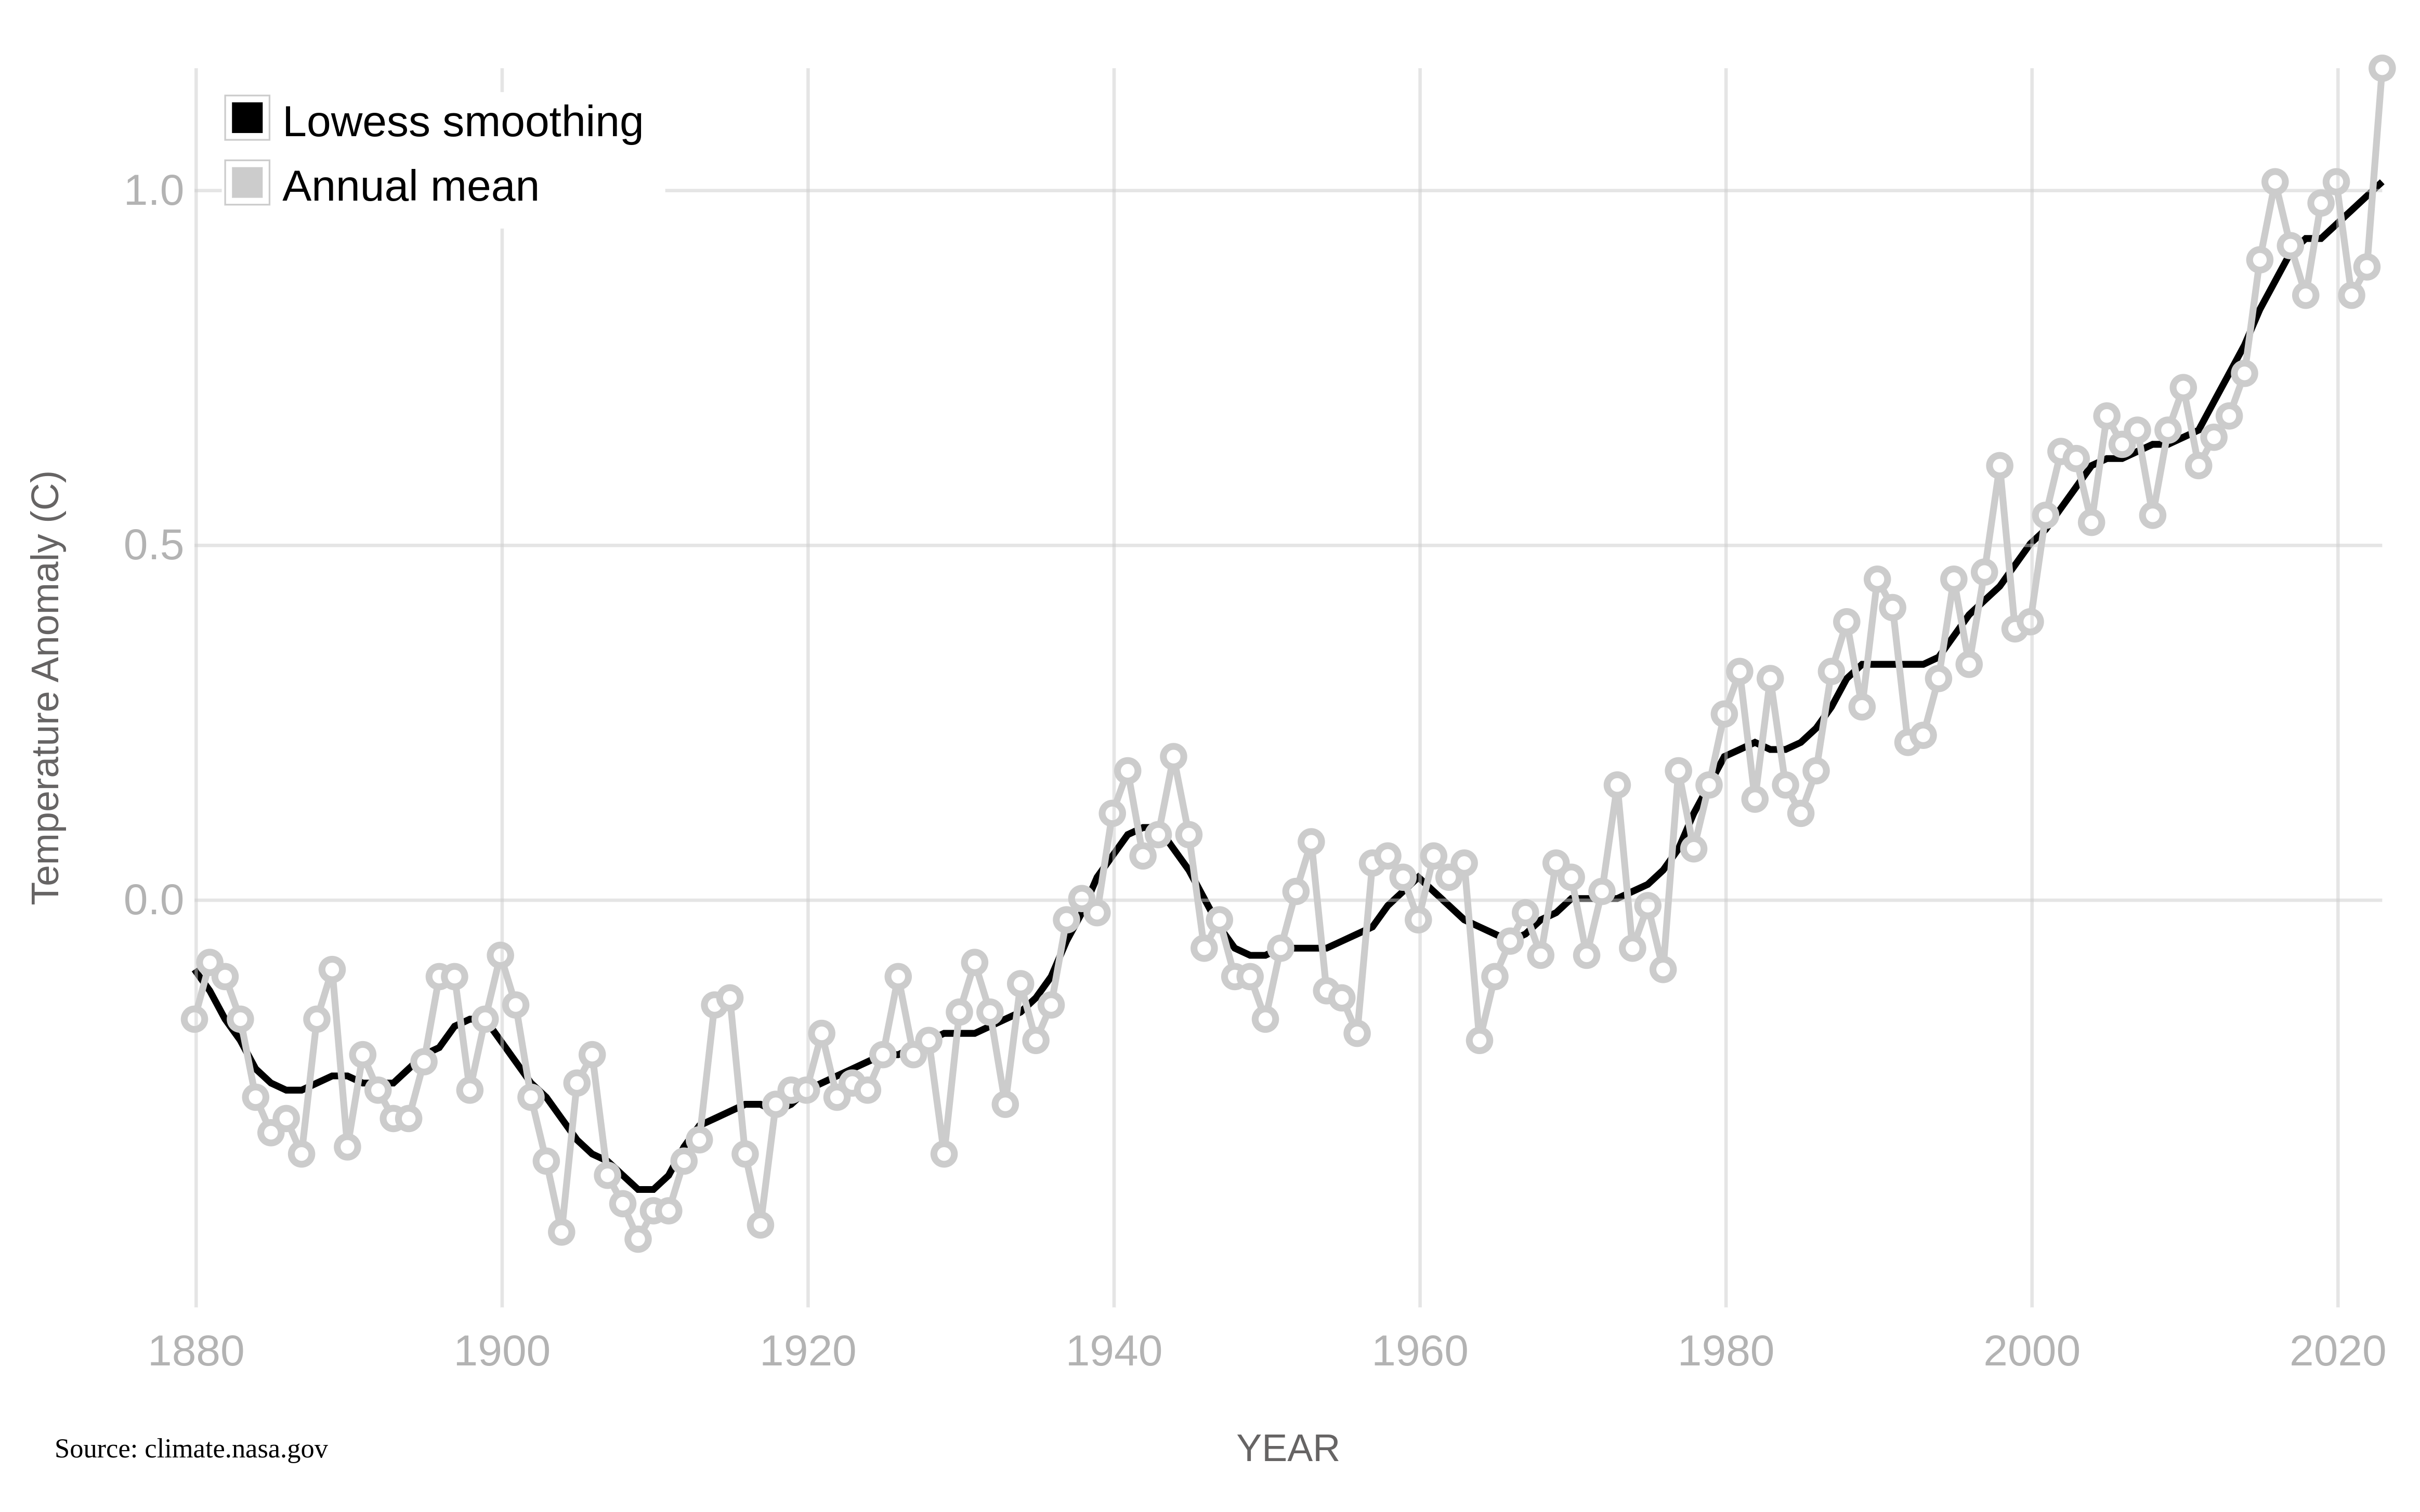 Lowess smoothing
Annual mean
1.0
0.5
0.0
Temperature Anomaly (C)
1880 1900 1920 1940 1960 1980 2000 2020
YEAR
Source: climate.nasa.gov